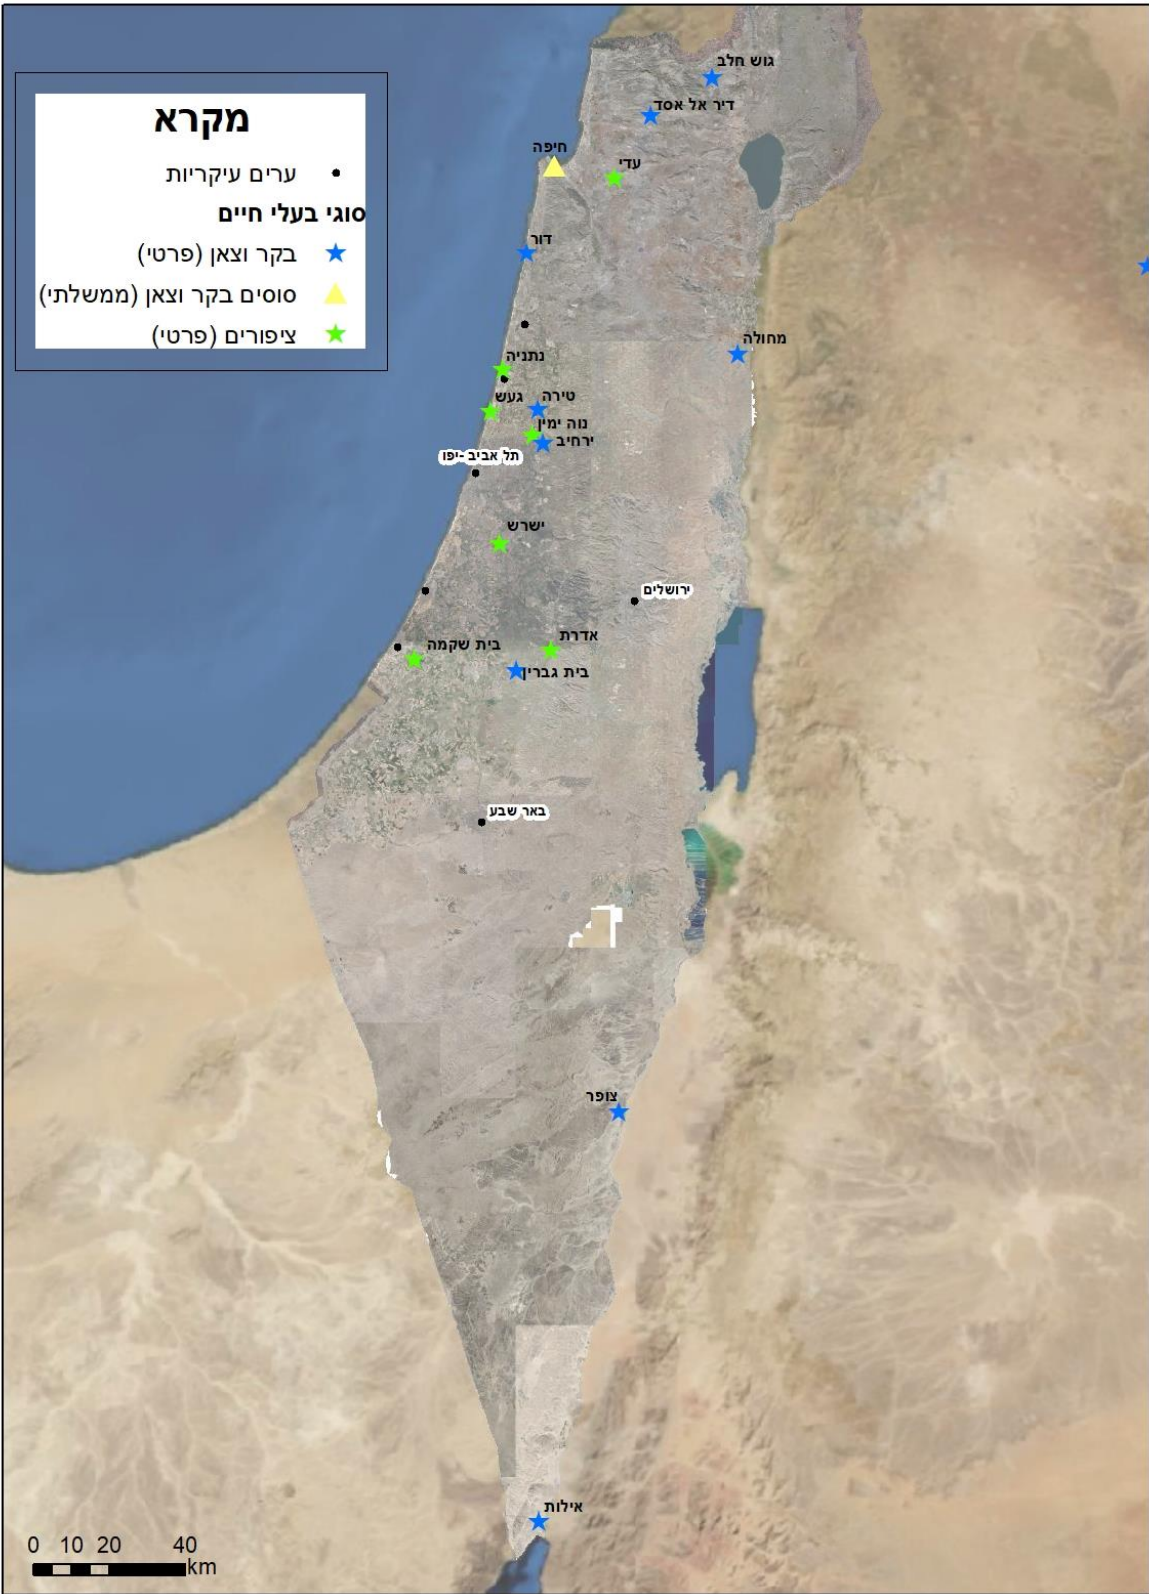 מקרא
ערים עיקריות
סוגי בעלי חיים
בקר וצאן (פרטי)
סוסים בקר וצאן (ממשלתי)
ציפורים (פרטי)
גוש חלב
דיר אל אסד
חיפה
עדי
דור
מחולה
נתניה
געש
טירה
נוה ימין
ירחיב
תל אביב -יפו
ישרש
ירושלים
אדרת
בית שקמה
בית גברין
באר שבע
צופר
אילות
0 10 20 40
km